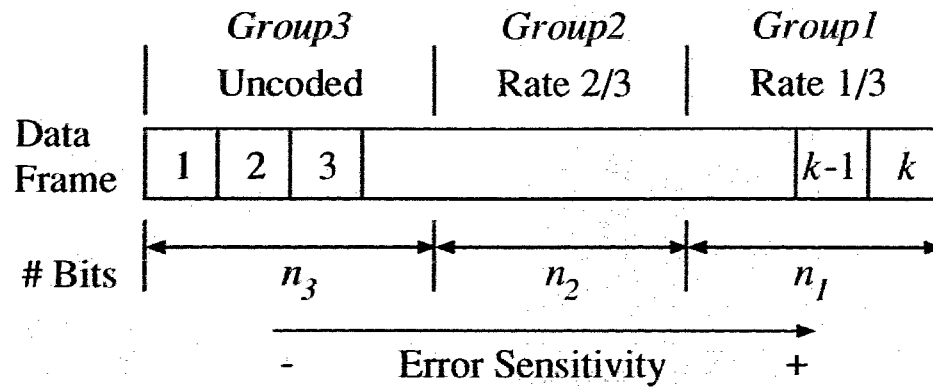 Group3 Group2 Group1
Uncoded Rate 2/3 Rate 1/3
Data
Frame
1 2 3 k-1 k
# Bits n3 n2 n1
- Error Sensitivity +